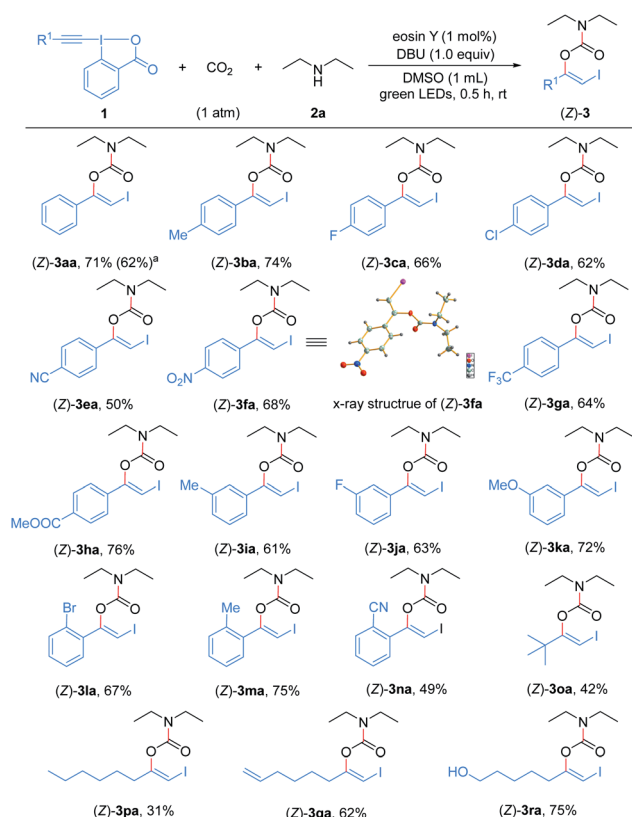 R1
I
O
O
1
+
CO2
(1 atm)
+
N
H
2a
eosin Y (1 mol%)
DBU (1.0 equiv)
DMSO (1 mL)
green LEDs, 0.5 h, rt
N
O
O
R1
I
(Z)-3
N
O
O
I
(Z)-3aa, 71% (62%)a
N
O
O
I
Me
(Z)-3ba, 74%
N
O
O
I
F
(Z)-3ca, 66%
N
O
O
I
Cl
(Z)-3da, 62%
N
O
O
I
NC
(Z)-3ea, 50%
N
O
O
I
O2N
(Z)-3fa, 68%
x-ray structrue of (Z)-3fa
N
O
O
I
F3C
(Z)-3ga, 64%
N
O
O
I
MeOOC
(Z)-3ha, 76%
N
O
O
I
Me
(Z)-3ia, 61%
N
O
O
I
F
(Z)-3ja, 63%
N
O
O
I
OMe
(Z)-3ka, 72%
N
O
O
I
Br
(Z)-3la, 67%
N
O
O
I
Me
(Z)-3ma, 75%
N
O
O
I
CN
(Z)-3na, 49%
N
O
O
I
(Z)-3oa, 42%
N
O
O
I
(Z)-3pa, 31%
N
O
O
I
(Z)-3qa, 62%
N
O
O
I
HO
(Z)-3ra, 75%